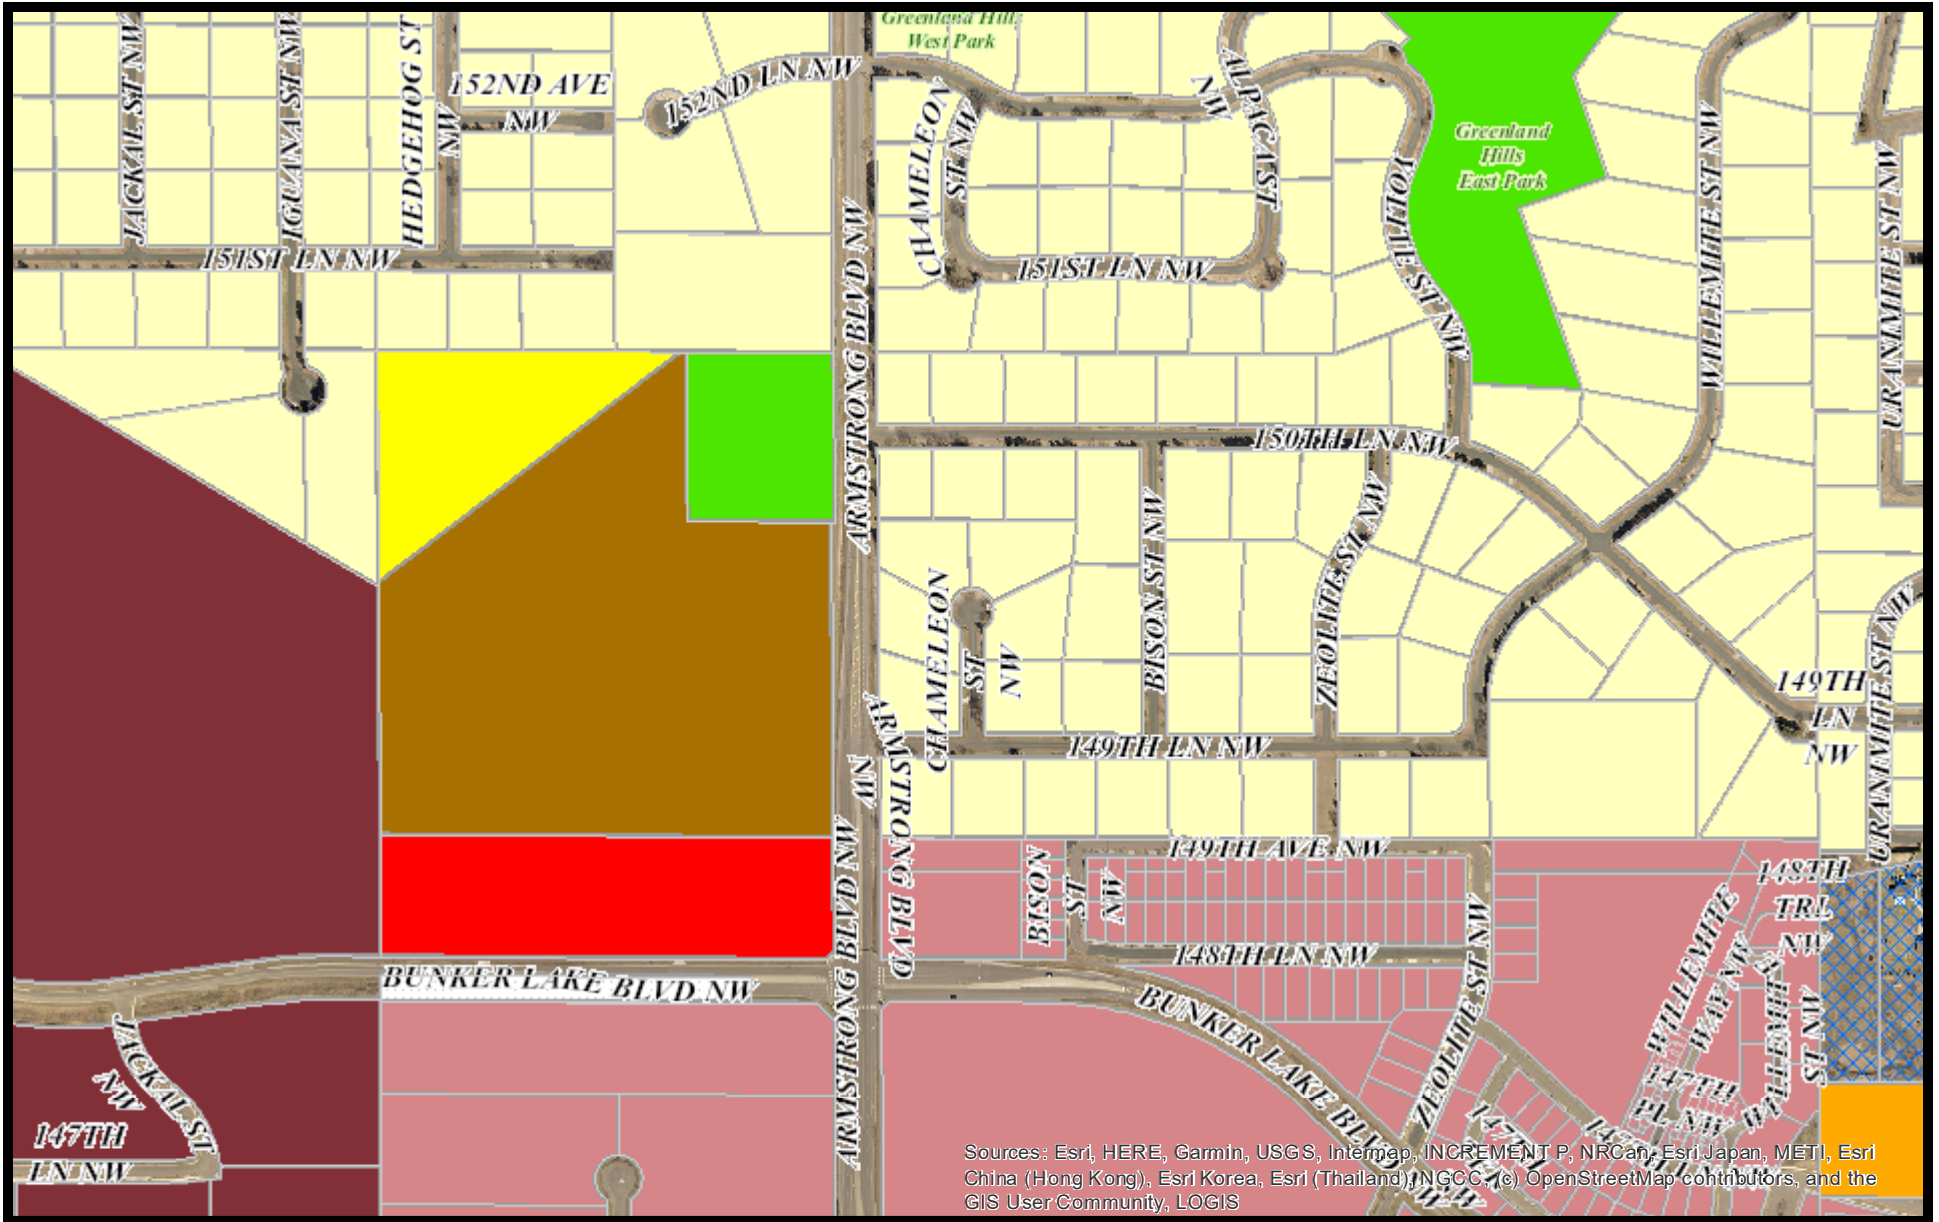 Greenland Hills
West Park
JACKAL ST NW
IGUANA ST NW
HEDGEHOG ST
NW
152ND AVE
NW
152ND LN NW
CHAMELEON
ST NW
ALPACA ST
NW
Greenland
Hills
East Park
YOLITE ST NW
WILLEMITE ST NW
URANIMITE ST NW
151ST LN NW
151ST LN NW
ARMSTRONG BLVD NW
150TH LN NW
BISON ST NW
ZEOLITE ST NW
CHAMELEON
ST
NW
149TH
LN
NW
URANIMITE ST NW
149TH LN NW
ARMSTRONG BLVD
NW
ARMSTRONG BLVD NW
149TH AVE NW
BISON
ST
NW
148TH LN NW
ZEOLITE ST NW
148TH
TRL
NW
WILLEMITE
WAY NW
WILLEMITE
ST NW
BUNKER LAKE BLVD NW
BUNKER LAKE BLVD
NW
JACKAL ST
NW
147TH
LN NW
147TH
PL NW
Sources: Esri, HERE, Garmin, USGS, Intermap, INCREMENT P, NRCan, Esri Japan, METI, Esri
China (Hong Kong), Esri Korea, Esri (Thailand), NGCC, (c) OpenStreetMap contributors, and the
GIS User Community, LOGIS